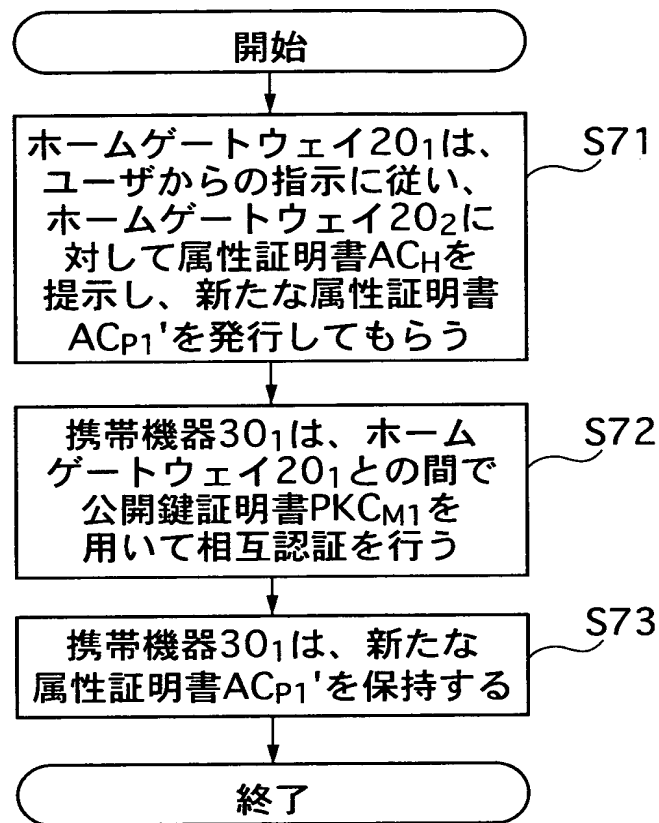 開始
ホームゲートウェイ20₁は、
ユーザからの指示に従い、
ホームゲートウェイ20₂に
対して属性証明書ACHを
提示し、新たな属性証明書
ACP1'を発行してもらう
S71
携帯機器30₁は、ホーム
ゲートウェイ20₁との間で
公開鍵証明書PKCM1を
用いて相互認証を行う
S72
携帯機器30₁は、新たな
属性証明書ACP1'を保持する
S73
終了